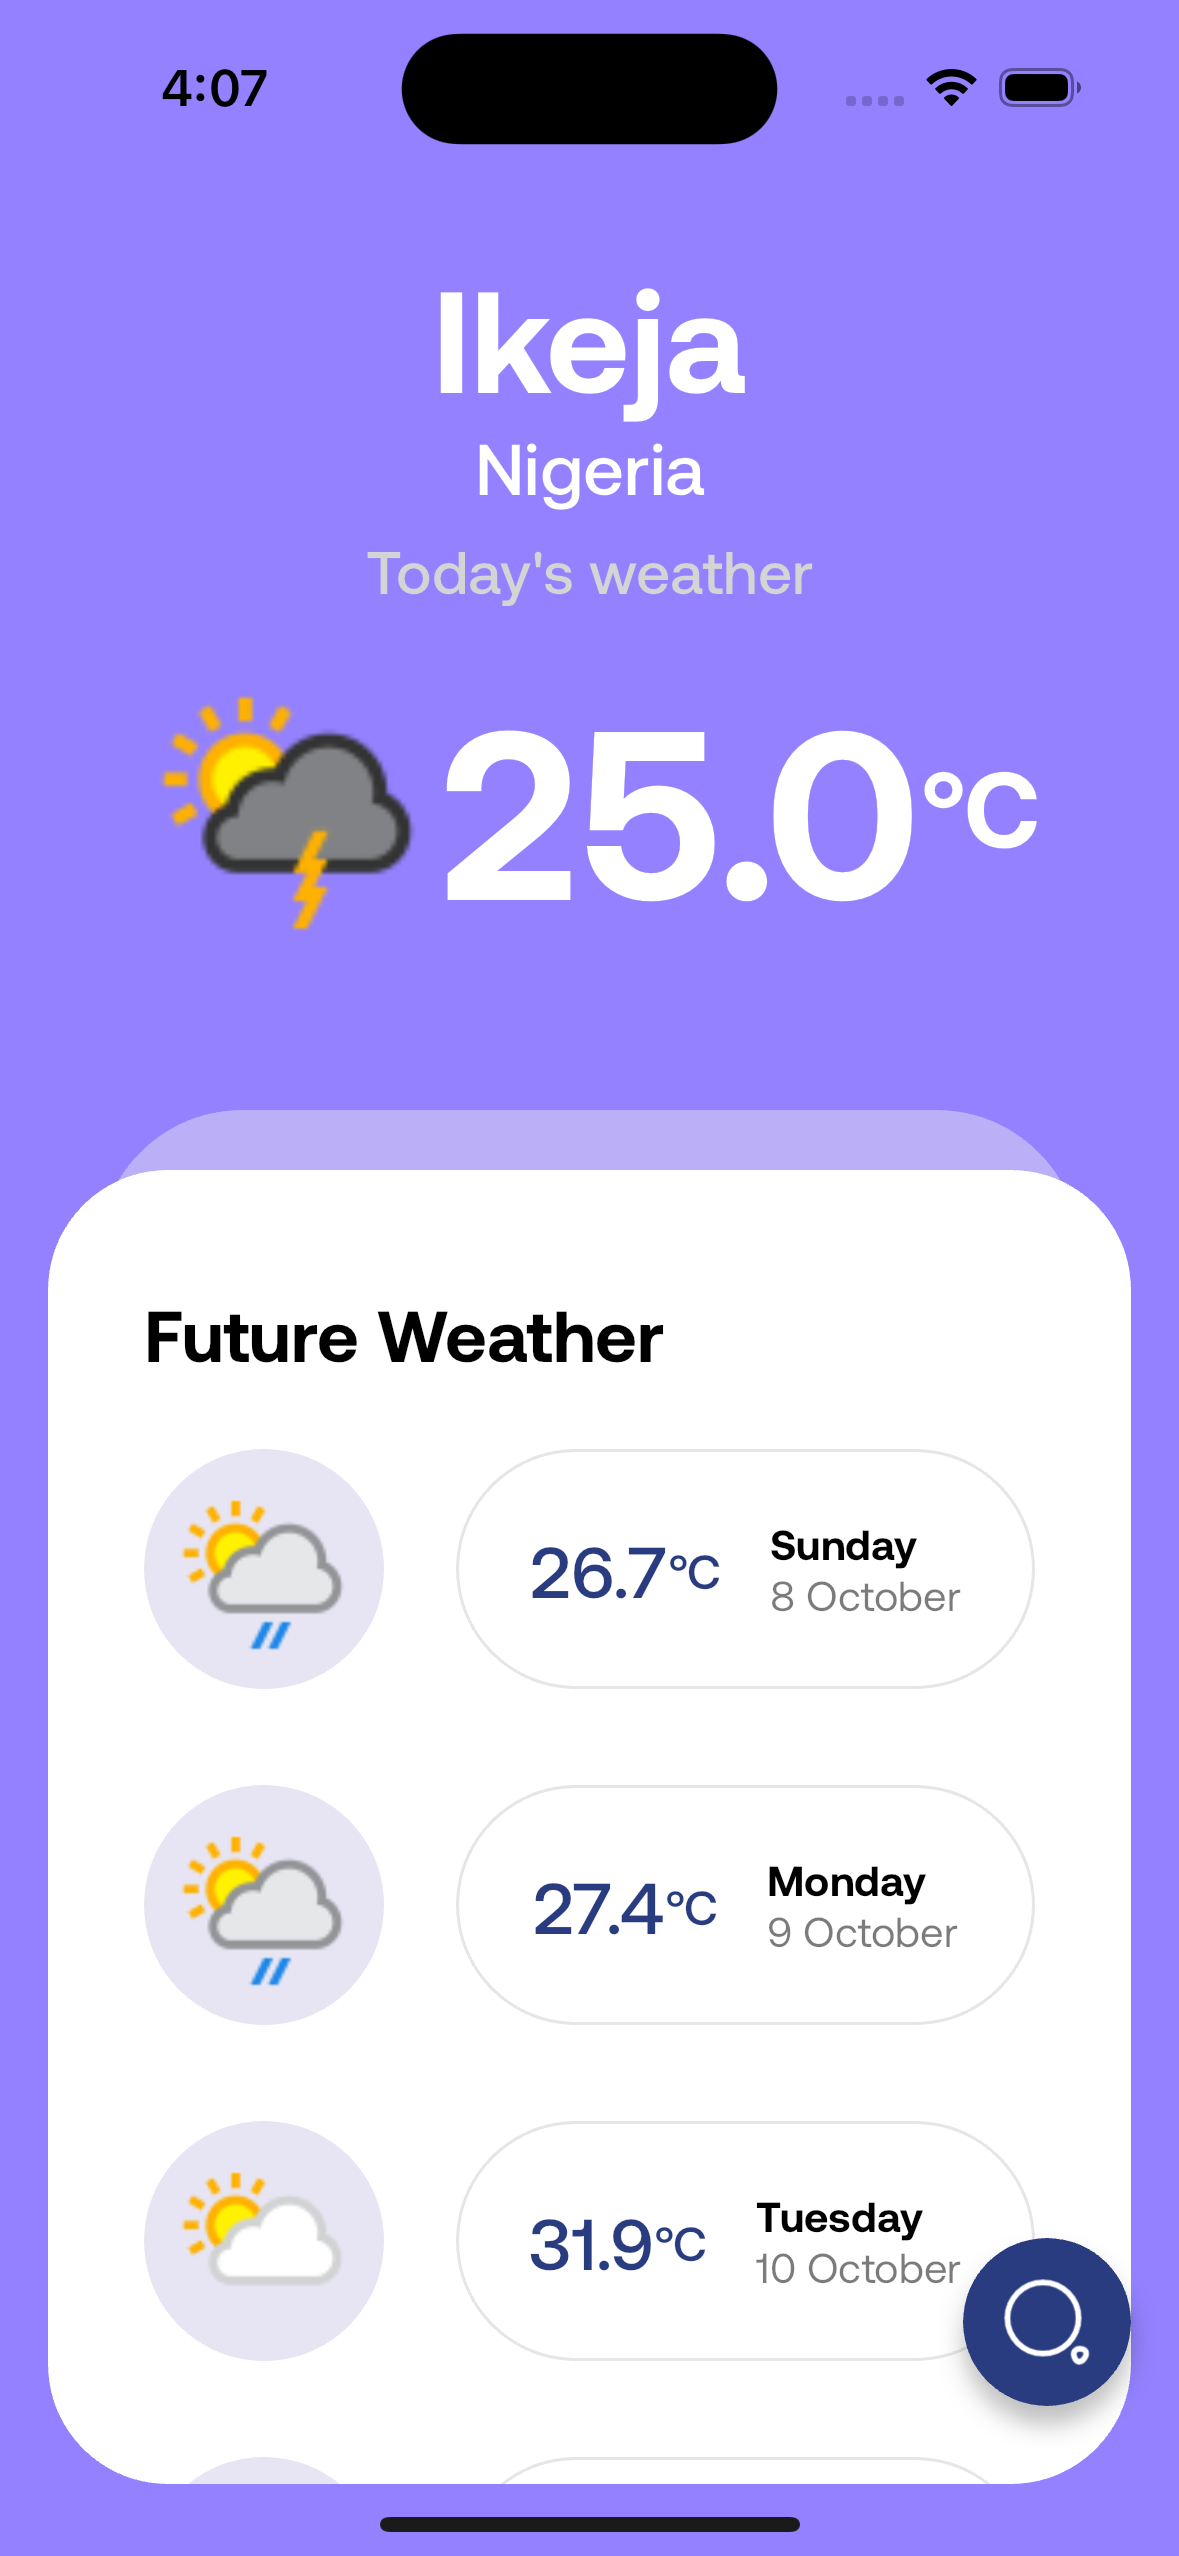 4:07
Ikeja
Nigeria
Today's weather
25.0°C
Future Weather
26.7°C
Sunday
8 October
27.4°C
Monday
9 October
31.9°C
Tuesday
10 October